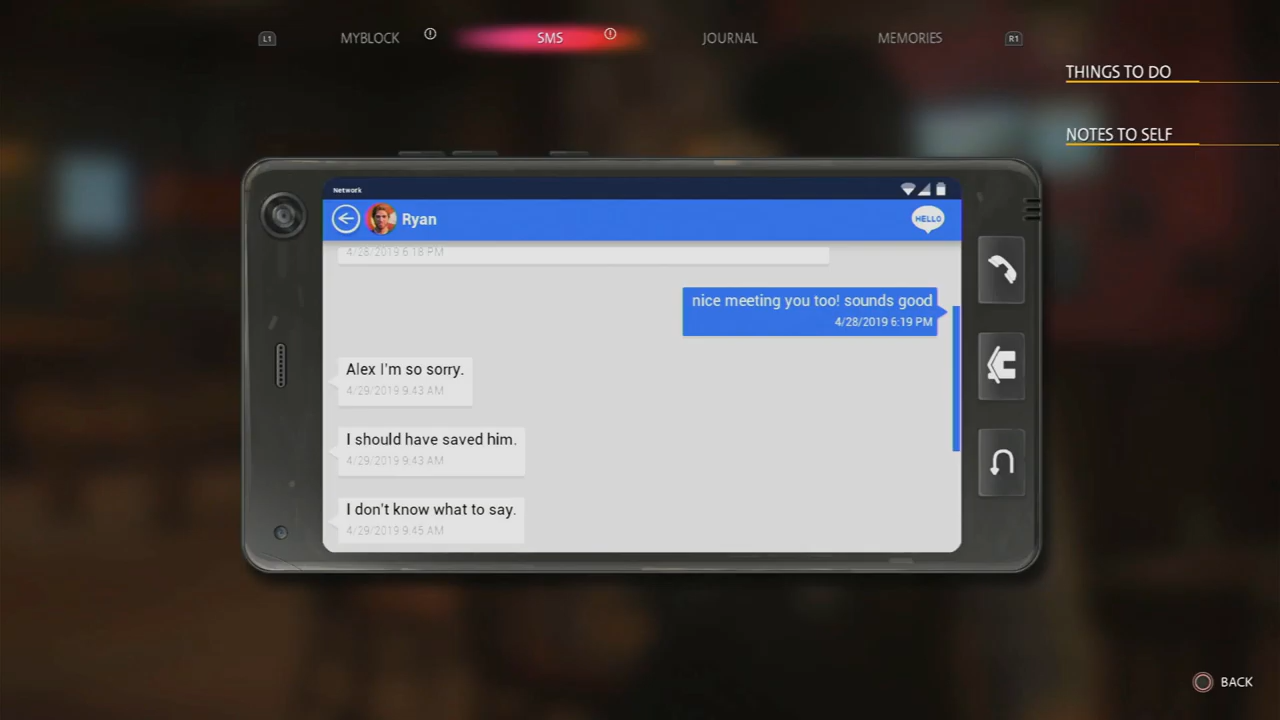 L1
MYBLOCK
SMS
JOURNAL
MEMORIES
R1
THINGS TO DO
NOTES TO SELF
Network
Ryan
HELLO
4/28/2019 6:18 PM
nice meeting you too! sounds good
4/28/2019 6:19 PM
Alex I'm so sorry.
4/29/2019 9:43 AM
I should have saved him.
4/29/2019 9:43 AM
I don't know what to say.
4/29/2019 9:45 AM
BACK